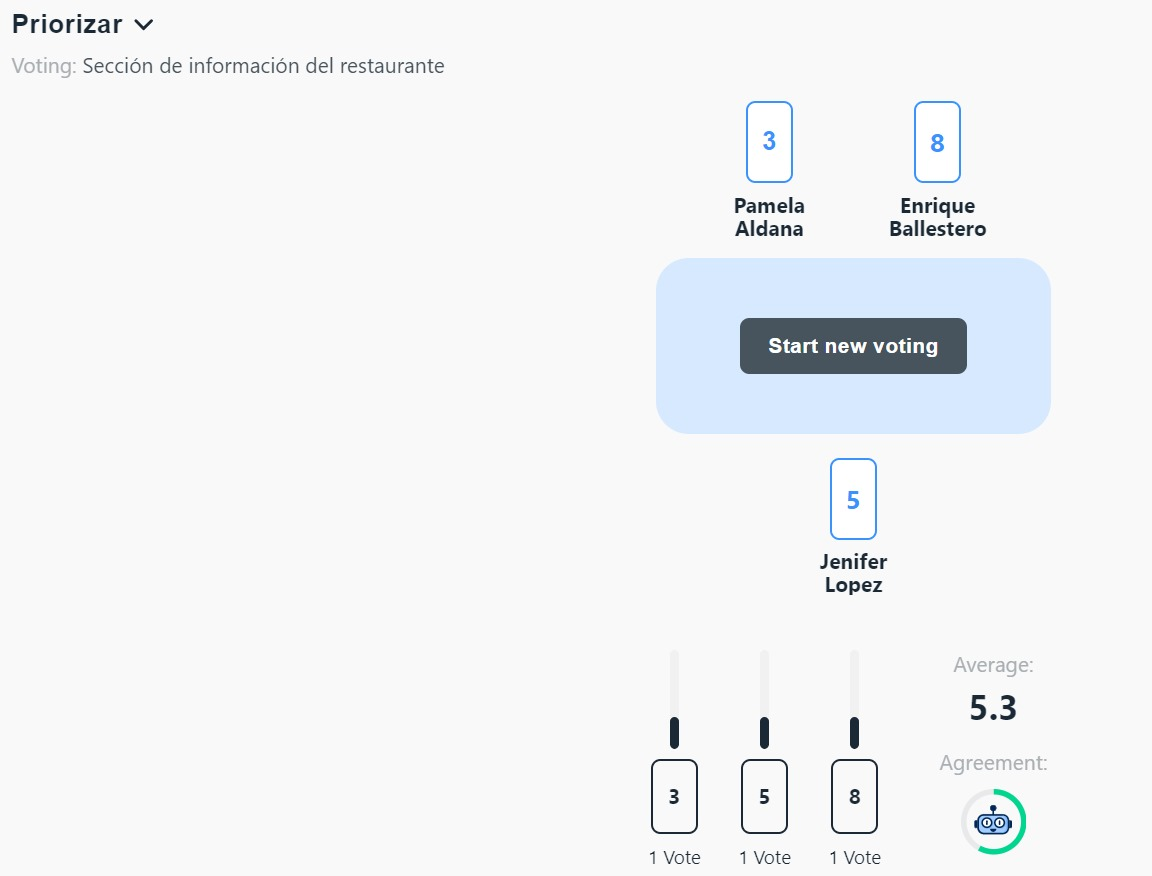 Priorizar
Voting: Sección de información del restaurante
3
8
Pamela
Aldana
Enrique
Ballestero
Start new voting
5
Jenifer
Lopez
Average:
5.3
Agreement:
3
5
8
1 Vote
1 Vote
1 Vote